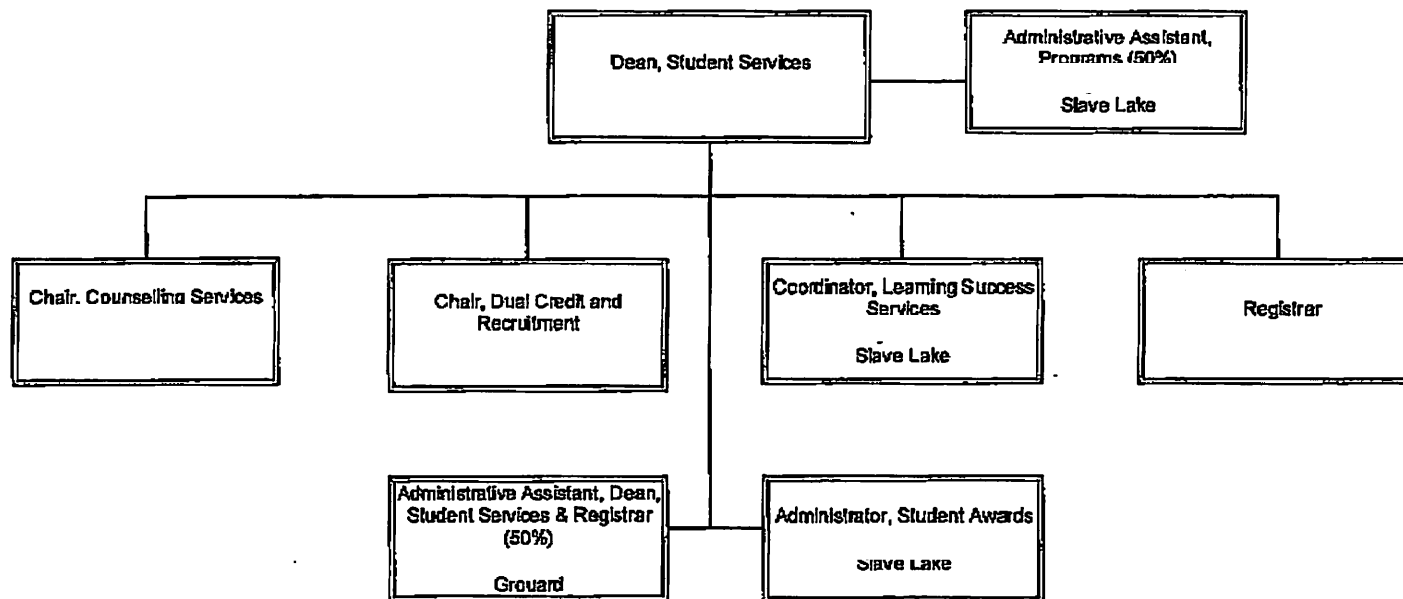 Dean, Student Services
Administrative Assistant,
Programs (50%)
Slave Lake
Chair, Counselling Services
Chair, Dual Credit and
Recruitment
Coordinator, Learning Success
Services
Slave Lake
Registrar
Administrative Assistant, Dean,
Student Services & Registrar
(50%)
Grouard
Administrator, Student Awards
Slave Lake